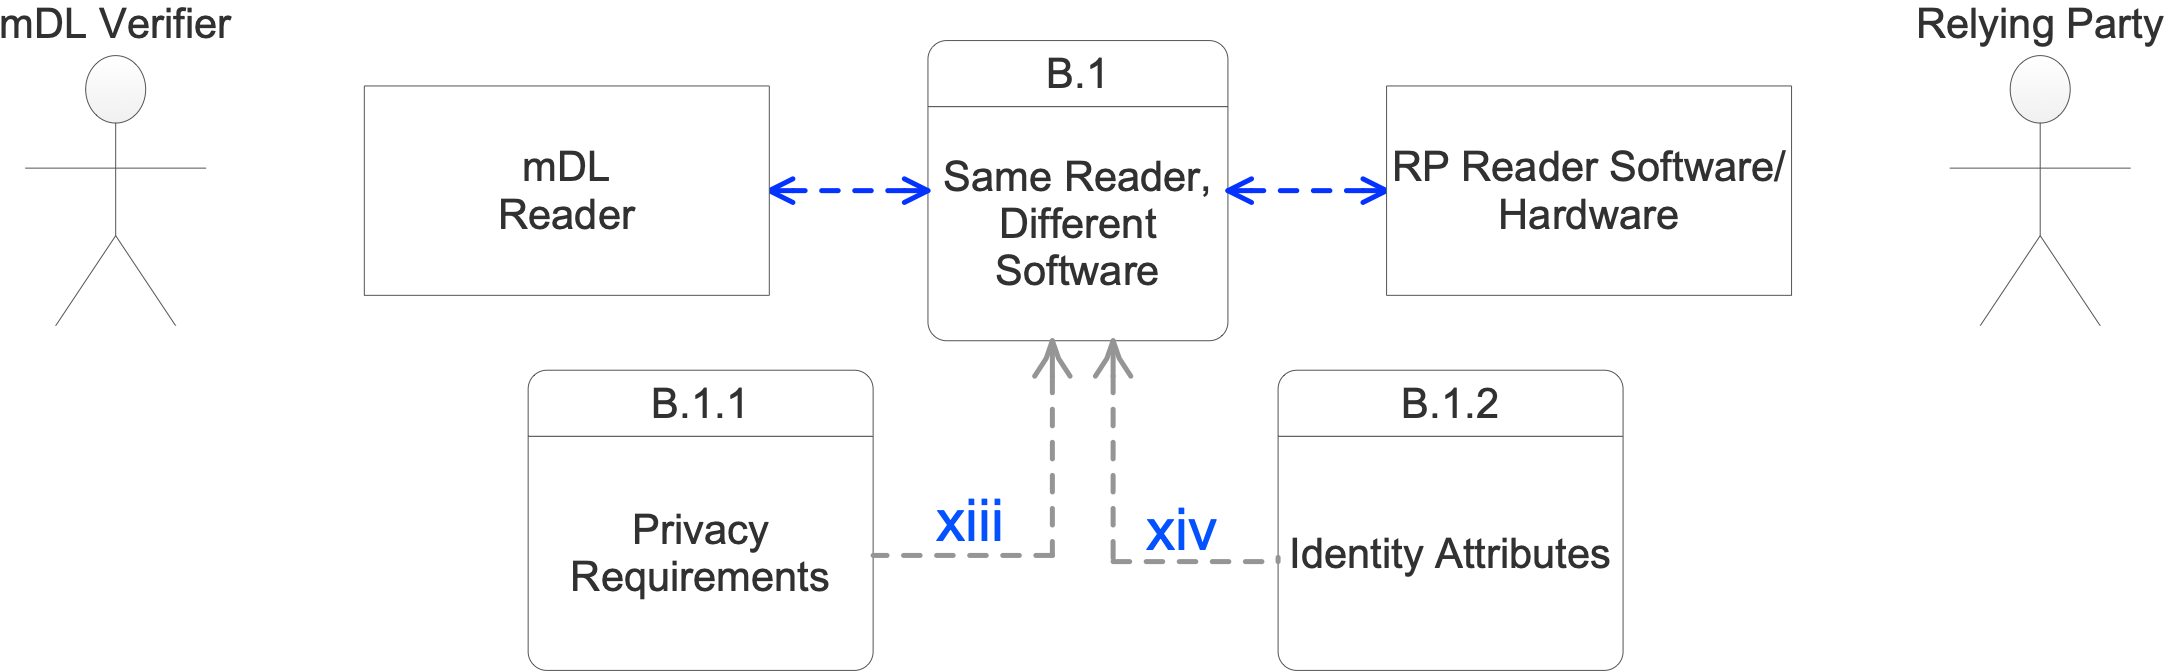 mDL Verifier
Relying Party
B.1
mDL
Reader
Same Reader,
Different
Software
RP Reader Software/
Hardware
B.1.1
Privacy
Requirements
xiii
xiv
B.1.2
Identity Attributes